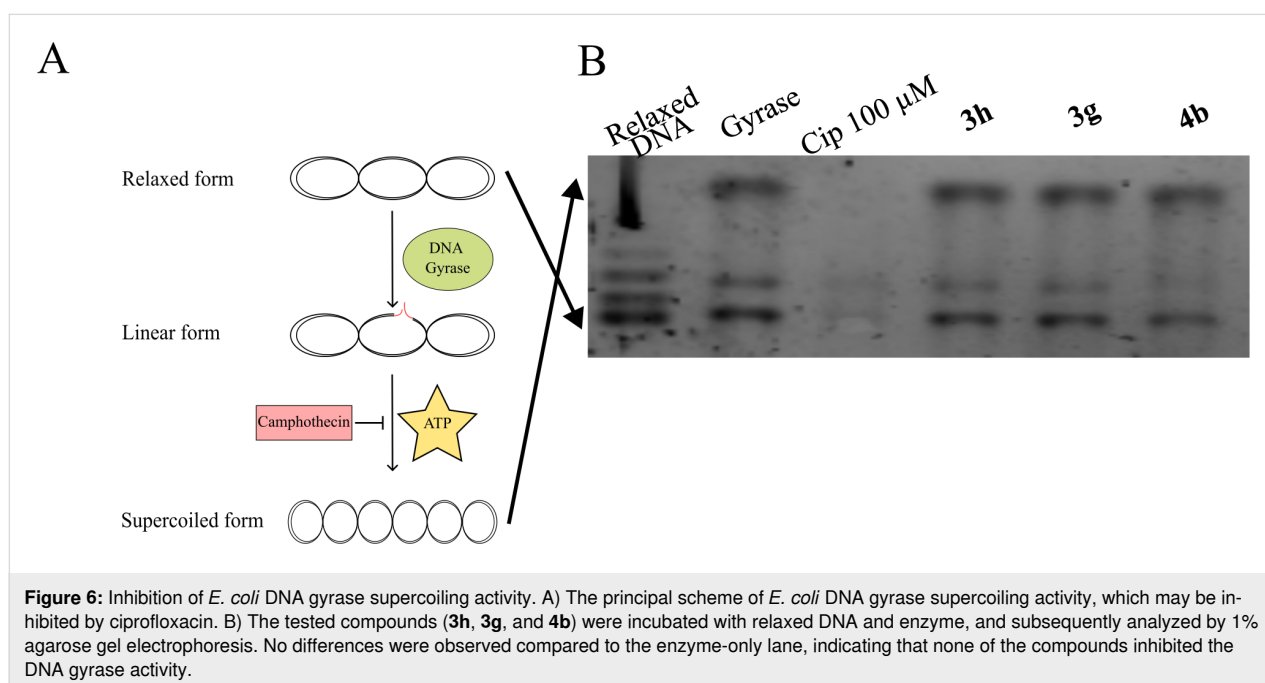 A
B
Relaxed
DNA
Gyrase
Cip 100 µM
3h
3g
4b
Relaxed form
DNA
Gyrase
Linear form
Camphothecin
ATP
Supercoiled form
Figure 6: Inhibition of E. coli DNA gyrase supercoiling activity. A) The principal scheme of E. coli DNA gyrase supercoiling activity, which may be in-
hibited by ciprofloxacin. B) The tested compounds (3h, 3g, and 4b) were incubated with relaxed DNA and enzyme, and subsequently analyzed by 1%
agarose gel electrophoresis. No differences were observed compared to the enzyme-only lane, indicating that none of the compounds inhibited the
DNA gyrase activity.